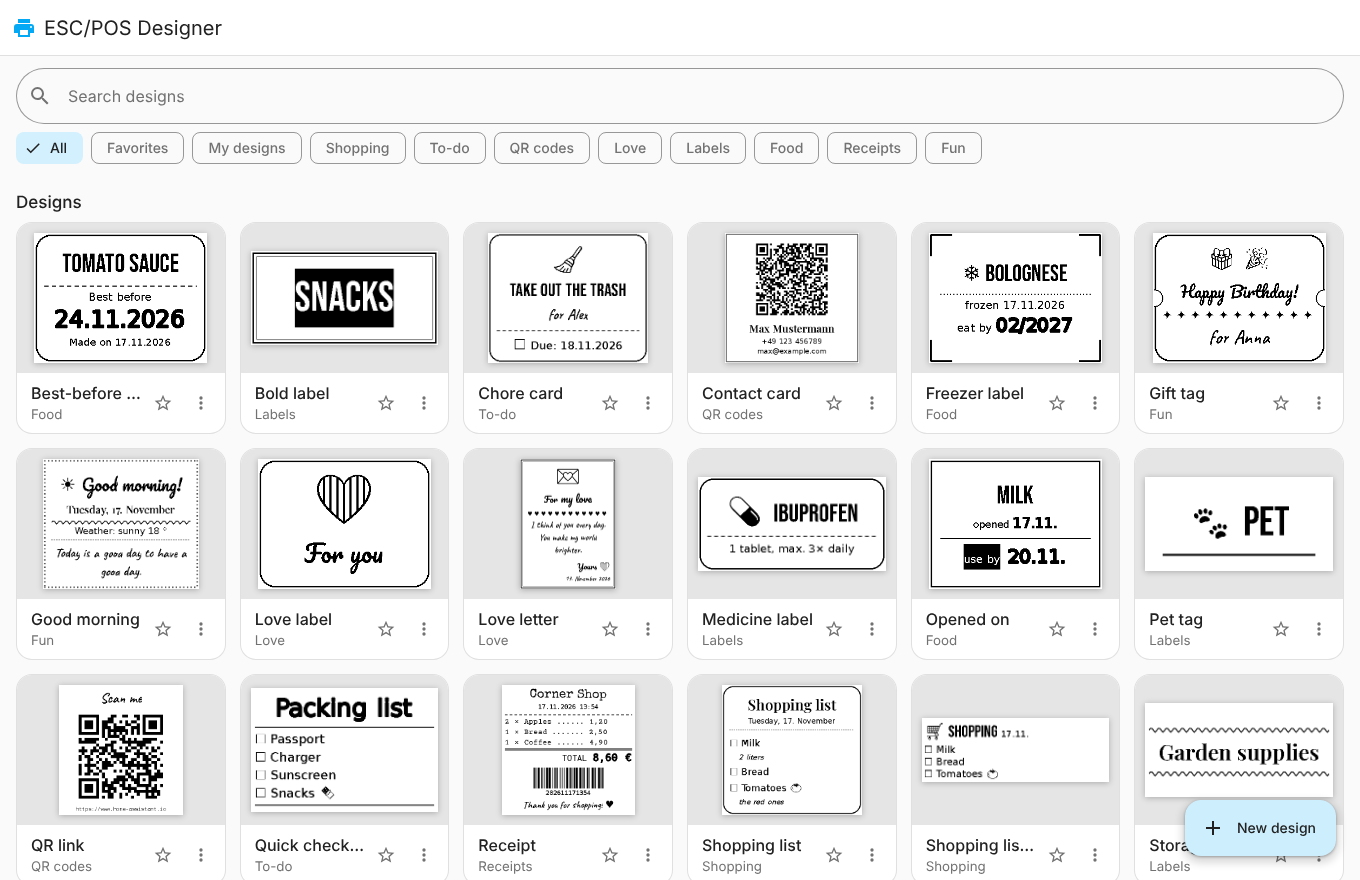 ESC/POS Designer
Search designs
All
Favorites
My designs
Shopping
To-do
QR codes
Love
Labels
Food
Receipts
Fun
Designs
TOMATO SAUCE
Best before
24.11.2026
Made on 17.11.2026
Best-before ...
Food
SNACKS
Bold label
Labels
TAKE OUT THE TRASH
for Alex
Due: 18.11.2026
Chore card
To-do
Max Mustermann
+49 123 456789
max@example.com
Contact card
QR codes
BOLOGNESE
frozen 17.11.2026
eat by 02/2027
Freezer label
Food
Happy Birthday!
for Anna
Gift tag
Fun
Good morning!
Tuesday, 17. November
Weather: sunny 18 °
Today is a good day to have a
good day.
Good morning
Fun
For you
Love label
Love
For my love
I think of you every day.
You make my world
brighter.
Yours
17. November 2026
Love letter
Love
IBUPROFEN
1 tablet, max. 3× daily
Medicine label
Labels
MILK
opened 17.11.
use by 20.11.
Opened on
Food
PET
Pet tag
Labels
Scan me
https://www.home-assistant.io
QR link
QR codes
Packing list
Passport
Charger
Sunscreen
Snacks
Quick check...
To-do
Corner Shop
17.11.2026 13:54
2 × Apples ...... 1,20
1 × Bread ....... 2,50
1 × Coffee ...... 4,90
TOTAL 8,60 €
282611171354
Thank you for shopping! ♥
Receipt
Receipts
Shopping list
Tuesday, 17. November
Milk
2 liters
Bread
Tomatoes
the red ones
Shopping list
Shopping
SHOPPING 17.11.
Milk
Bread
Tomatoes
Shopping lis...
Shopping
Garden supplies
Stora
Labels
New design